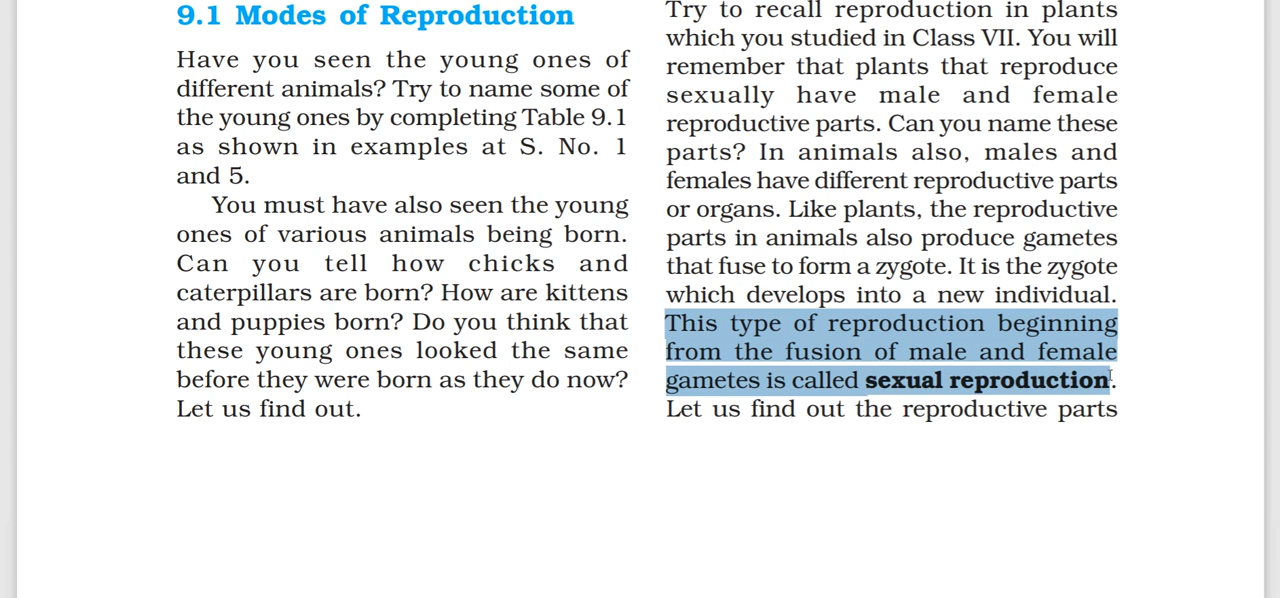 9.1 Modes of Reproduction
Have you seen the young ones of
different animals? Try to name some of
the young ones by completing Table 9.1
as shown in examples at S. No. 1
and 5.
You must have also seen the young
ones of various animals being born.
Can you tell how chicks and
caterpillars are born? How are kittens
and puppies born? Do you think that
these young ones looked the same
before they were born as they do now?
Let us find out.
Try to recall reproduction in plants
which you studied in Class VII. You will
remember that plants that reproduce
sexually have male and female
reproductive parts. Can you name these
parts? In animals also, males and
females have different reproductive parts
or organs. Like plants, the reproductive
parts in animals also produce gametes
that fuse to form a zygote. It is the zygote
which develops into a new individual.
This type of reproduction beginning
from the fusion of male and female
gametes is called sexual reproduction.
Let us find out the reproductive parts